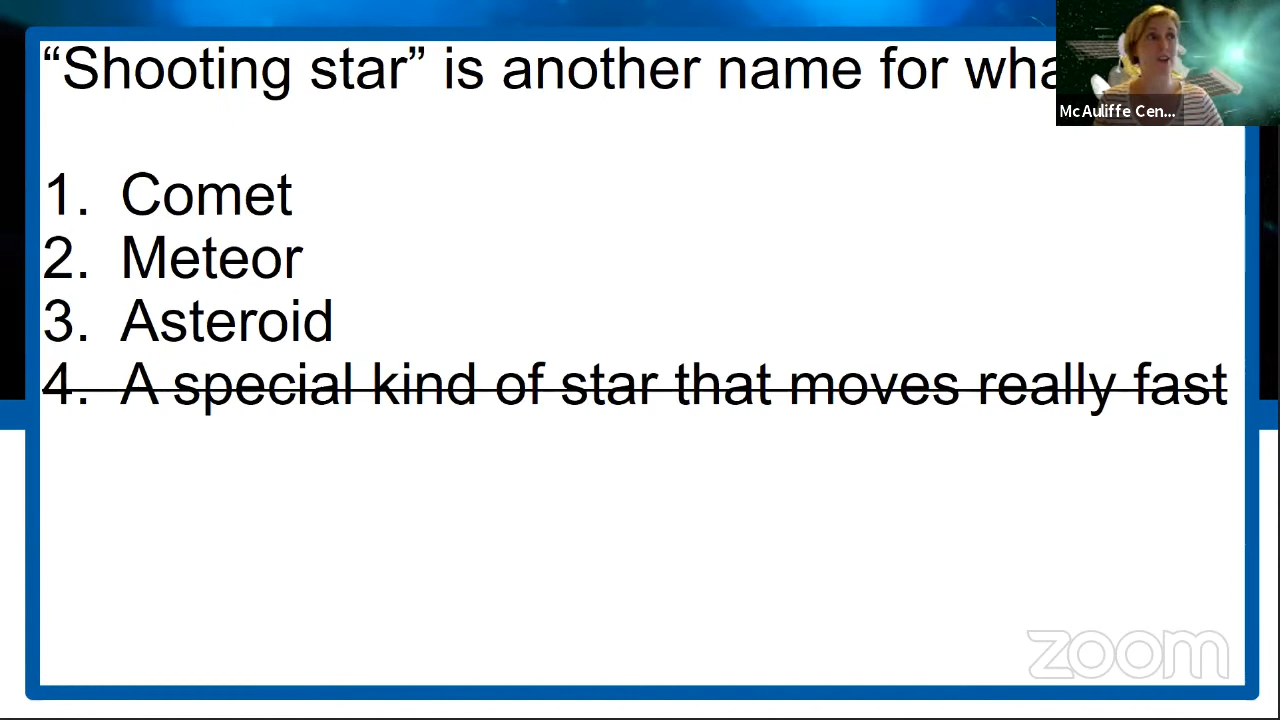 “Shooting star” is another name for wha
McAuliffe Cen...
1. Comet
2. Meteor
3. Asteroid
4. A special kind of star that moves really fast
zoom